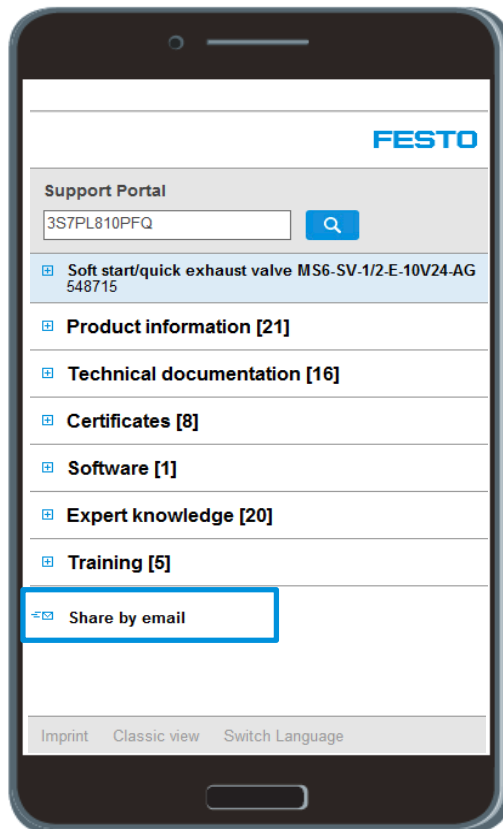 FESTO
Support Portal
3S7PL810PFQ
Soft start/quick exhaust valve MS6-SV-1/2-E-10V24-AG
548715
Product information [21]
Technical documentation [16]
Certificates [8]
Software [1]
Expert knowledge [20]
Training [5]
Share by email
Imprint Classic view Switch Language